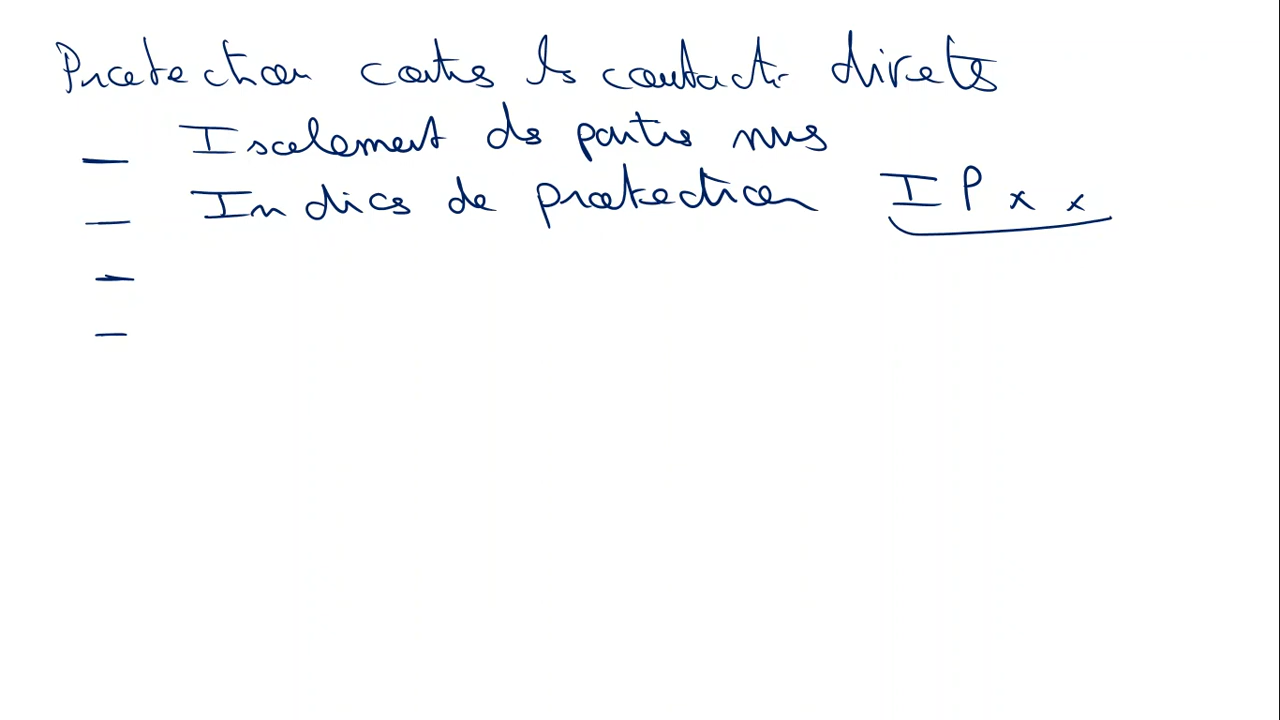 Protection contre les contacts directs
— Isolement des parties nues
— Indices de protection IP x x
—
—